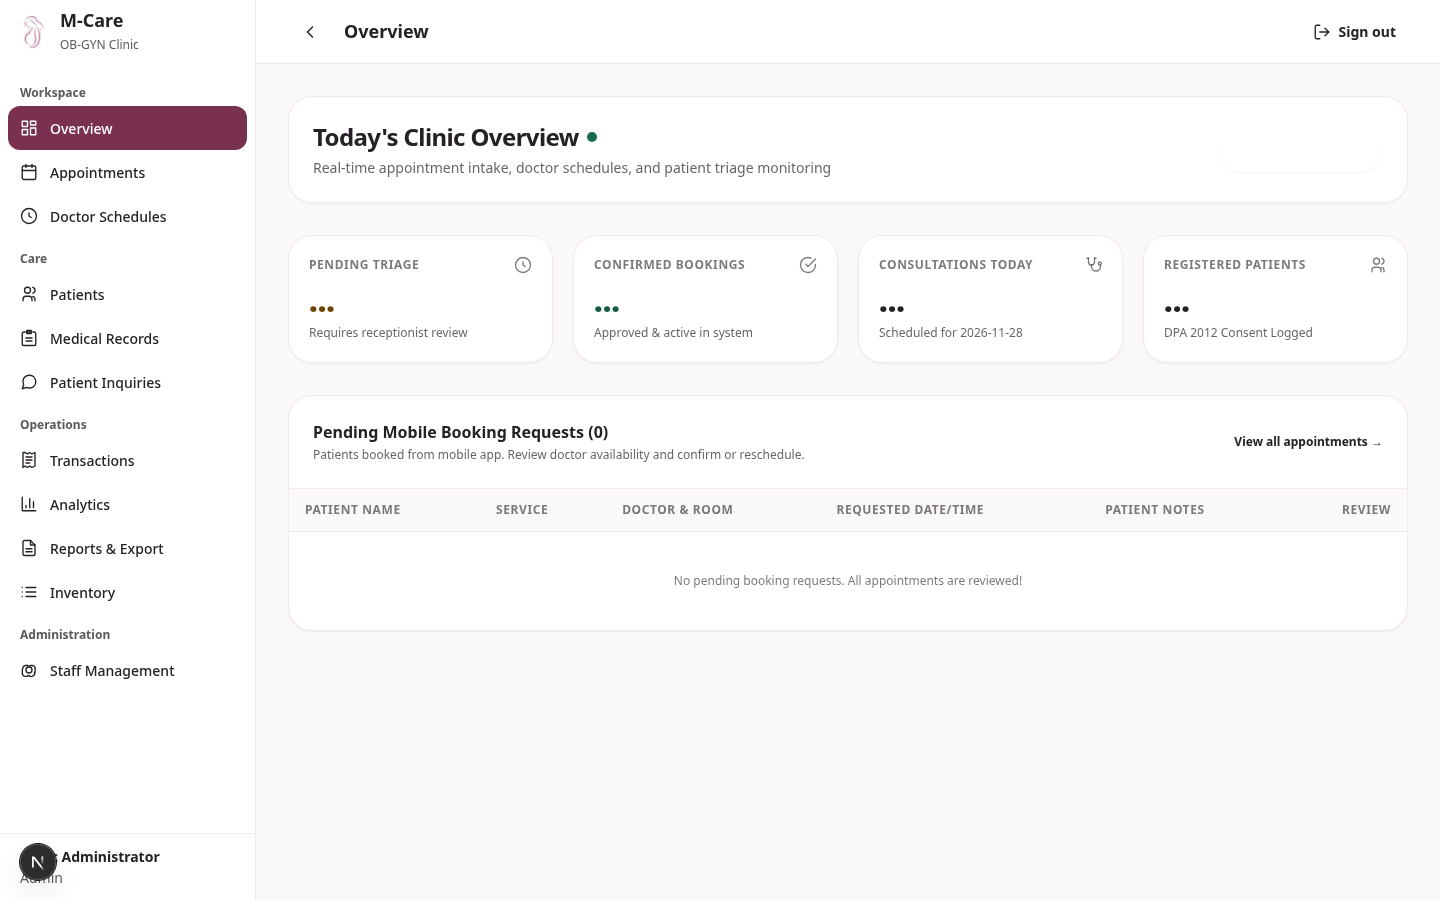 M-Care
OB-GYN Clinic
Workspace
Overview
Appointments
Doctor Schedules
Care
Patients
Medical Records
Patient Inquiries
Operations
Transactions
Analytics
Reports & Export
Inventory
Administration
Staff Management
Administrator
Overview
Sign out
Today's Clinic Overview
Real-time appointment intake, doctor schedules, and patient triage monitoring
PENDING TRIAGE
•••
Requires receptionist review
CONFIRMED BOOKINGS
•••
Approved & active in system
CONSULTATIONS TODAY
•••
Scheduled for 2026-11-28
REGISTERED PATIENTS
•••
DPA 2012 Consent Logged
Pending Mobile Booking Requests (0)
Patients booked from mobile app. Review doctor availability and confirm or reschedule.
View all appointments →
PATIENT NAME SERVICE DOCTOR & ROOM REQUESTED DATE/TIME PATIENT NOTES REVIEW
No pending booking requests. All appointments are reviewed!